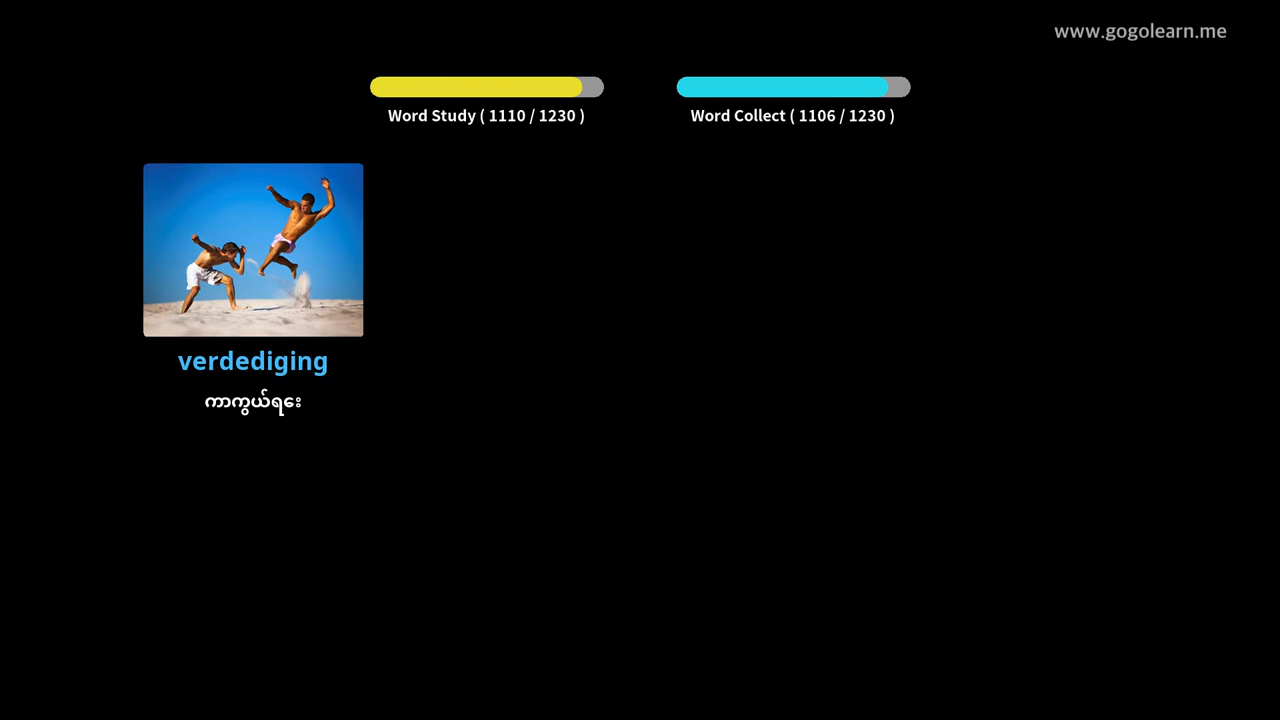 www.gogolearn.me
Word Study ( 1110 / 1230 )
Word Collect ( 1106 / 1230 )
verdediging
ကာကွယ်ရေး